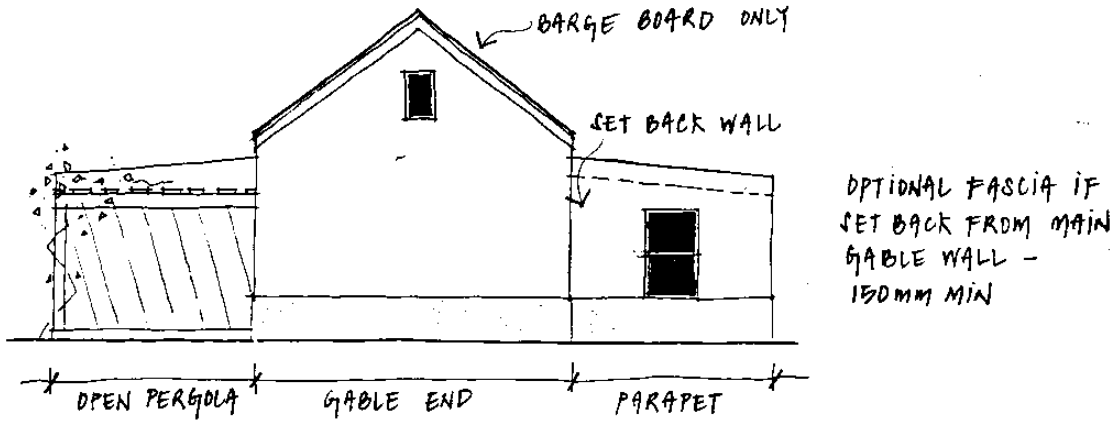 BARGE BOARD ONLY
SET BACK WALL
OPTIONAL FASCIA IF
SET BACK FROM MAIN
GABLE WALL -
150mm MIN
OPEN PERGOLA
GABLE END
PARAPET